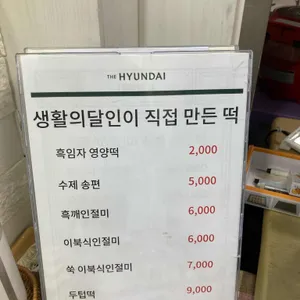 THE HYUNDAI
생활의달인이 직접 만든 떡
흑임자 영양떡 2,000
수제 송편 5,000
흑깨인절미 6,000
이북식인절미 6,000
쑥 이북식인절미 7,000
두텁떡 9,000